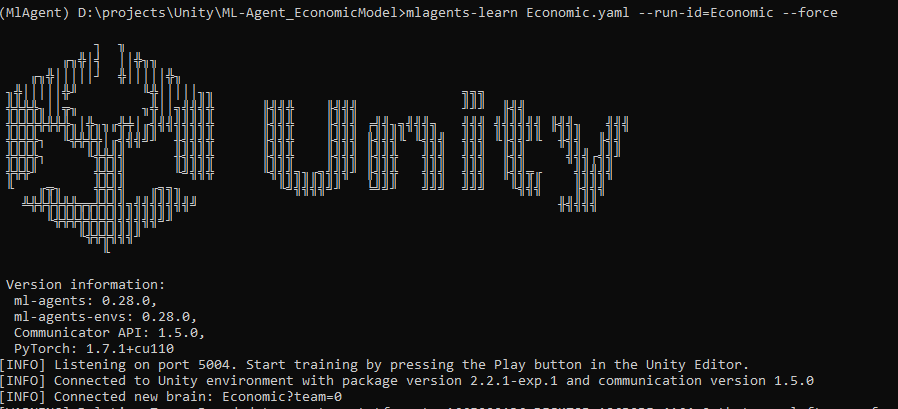 (MlAgent) D:\projects\Unity\ML-Agent_EconomicModel>mlagents-learn Economic.yaml --run-id=Economic --force
Unity
Version information:
ml-agents: 0.28.0,
ml-agents-envs: 0.28.0,
Communicator API: 1.5.0,
PyTorch: 1.7.1+cu110
[INFO] Listening on port 5004. Start training by pressing the Play button in the Unity Editor.
[INFO] Connected to Unity environment with package version 2.2.1-exp.1 and communication version 1.5.0
[INFO] Connected new brain: Economic?team=0